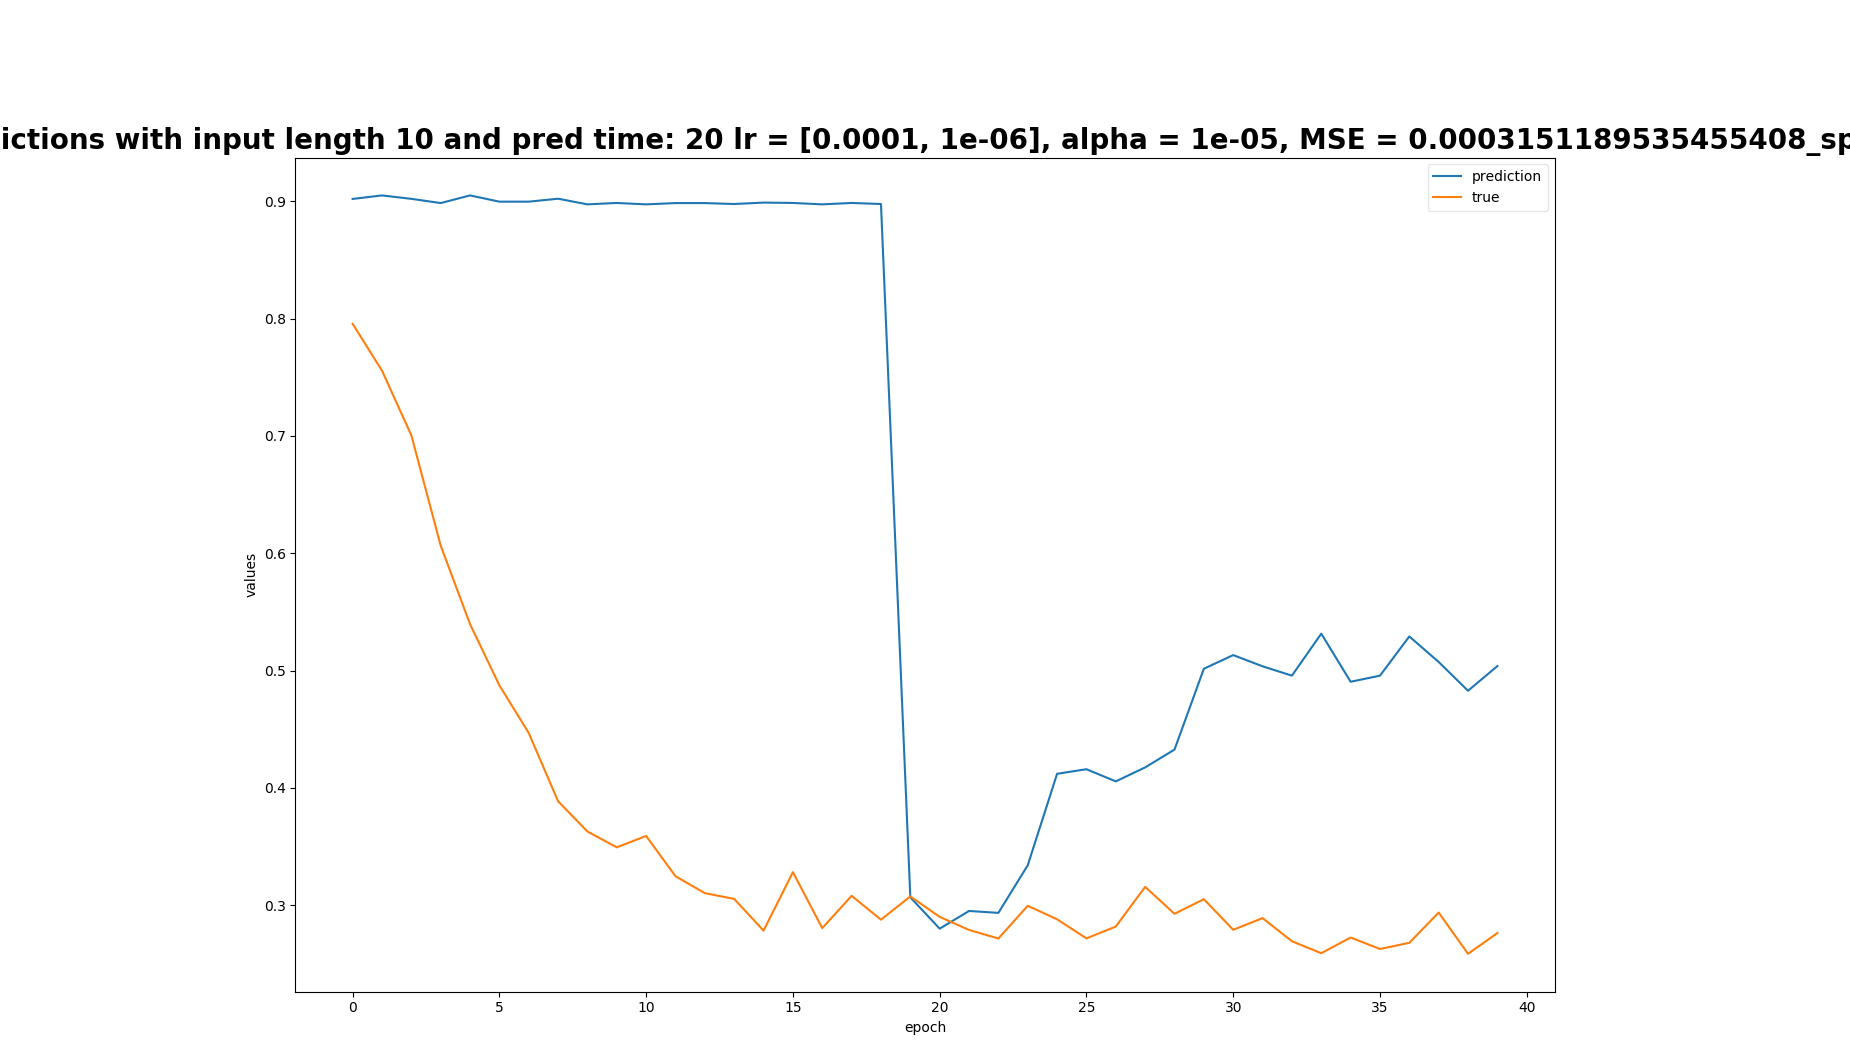 ictions with input length 10 and pred time: 20 lr = [0.0001, 1e-06], alpha = 1e-05, MSE = 0.0003151189535455408_sp
prediction
true
0.9
0.8
0.7
0.6
0.5
0.4
0.3
values
0 5 10 15 20 25 30 35 40
epoch